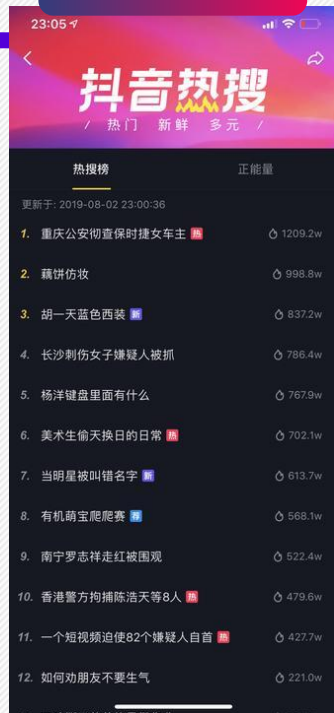 23:05
抖音热搜
/ 热门 新鲜 多元 /
热搜榜 正能量
更新于: 2019-08-02 23:00:36
1. 重庆公安彻查保时捷女车主 热 1209.2w
2. 藕饼仿妆 998.8w
3. 胡一天蓝色西装 新 837.2w
4. 长沙刺伤女子嫌疑人被抓 786.4w
5. 杨洋键盘里面有什么 767.9w
6. 美术生偷天换日的日常 热 702.1w
7. 当明星被叫错名字 新 613.7w
8. 有机萌宝爬爬赛 荐 568.1w
9. 南宁罗志祥走红被围观 522.4w
10. 香港警方拘捕陈浩天等8人 热 479.6w
11. 一个短视频迫使82个嫌疑人自首 热 427.7w
12. 如何劝朋友不要生气 221.0w